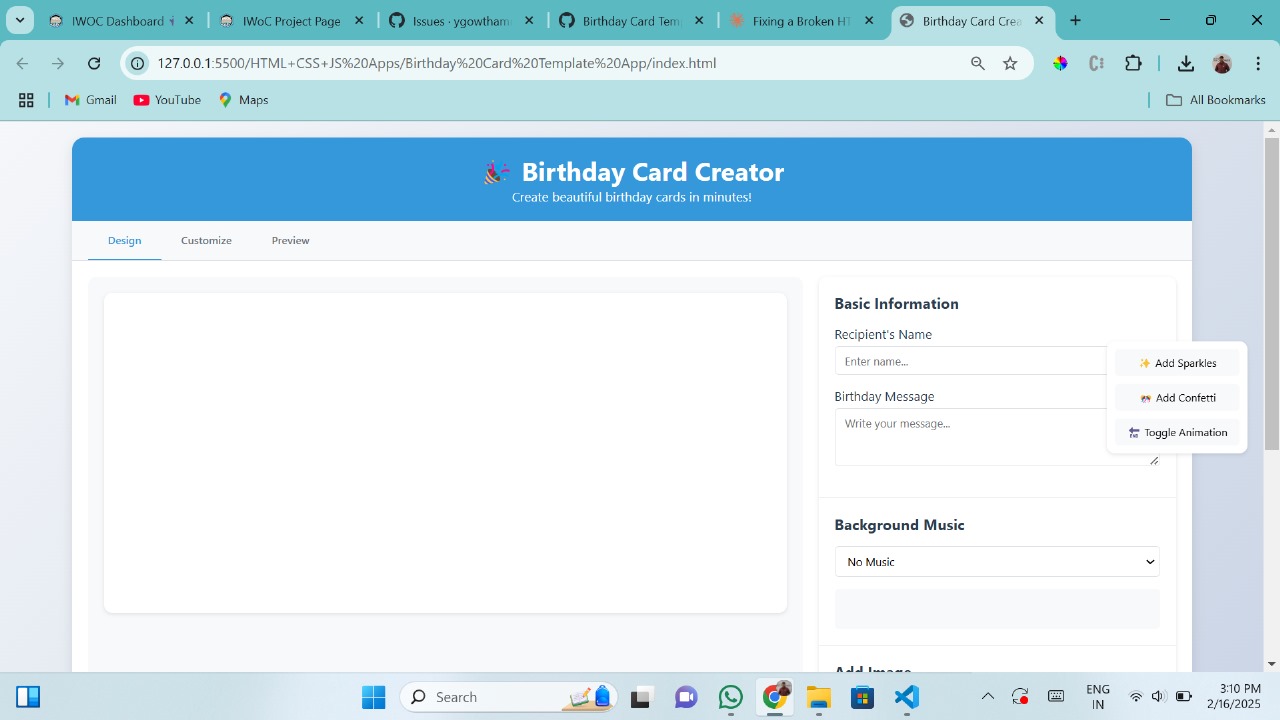 IWOC Dashboard
IWoC Project Page
Issues · ygowtham
Birthday Card Tem
Fixing a Broken HT
Birthday Card Crea
127.0.0.1:5500/HTML+CSS+JS%20Apps/Birthday%20Card%20Template%20App/index.html
Gmail
YouTube
Maps
All Bookmarks
Birthday Card Creator
Create beautiful birthday cards in minutes!
Design
Customize
Preview
Basic Information
Recipient's Name
Enter name...
Birthday Message
Write your message...
✨ Add Sparkles
🎊 Add Confetti
🔄 Toggle Animation
Background Music
No Music
Add Image
Search
ENG
IN
3:10 PM
2/16/2025